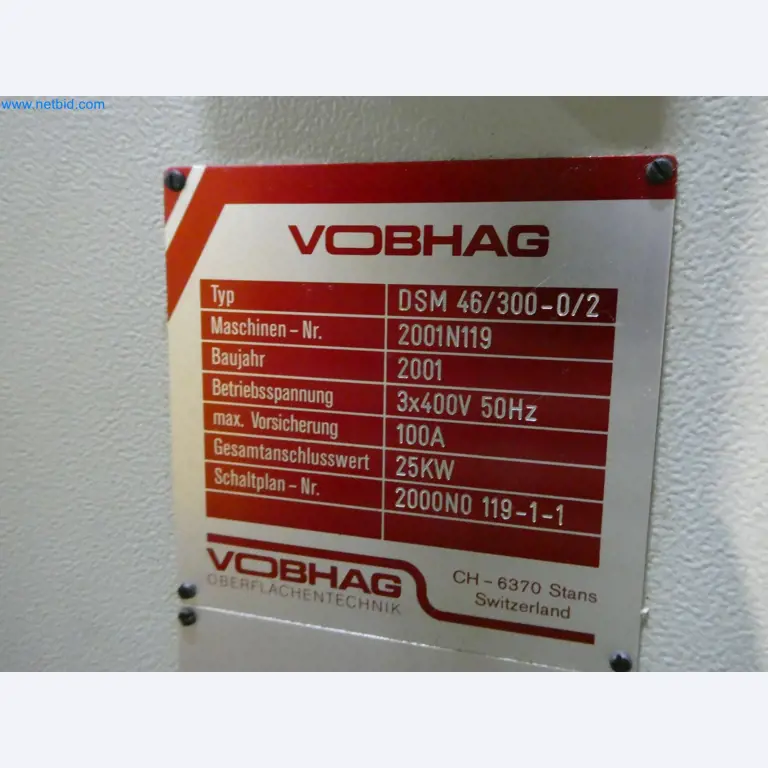 www.netbid.com
VOBHAG
Typ DSM 46/300-0/2
Maschinen-Nr. 2001N119
Baujahr 2001
Betriebsspannung 3x400V 50Hz
max. Vorsicherung 100A
Gesamtanschlusswert 25KW
Schaltplan-Nr. 2000N0 119-1-1
VOBHAG
OBERFLÄCHENTECHNIK
CH-6370 Stans
Switzerland